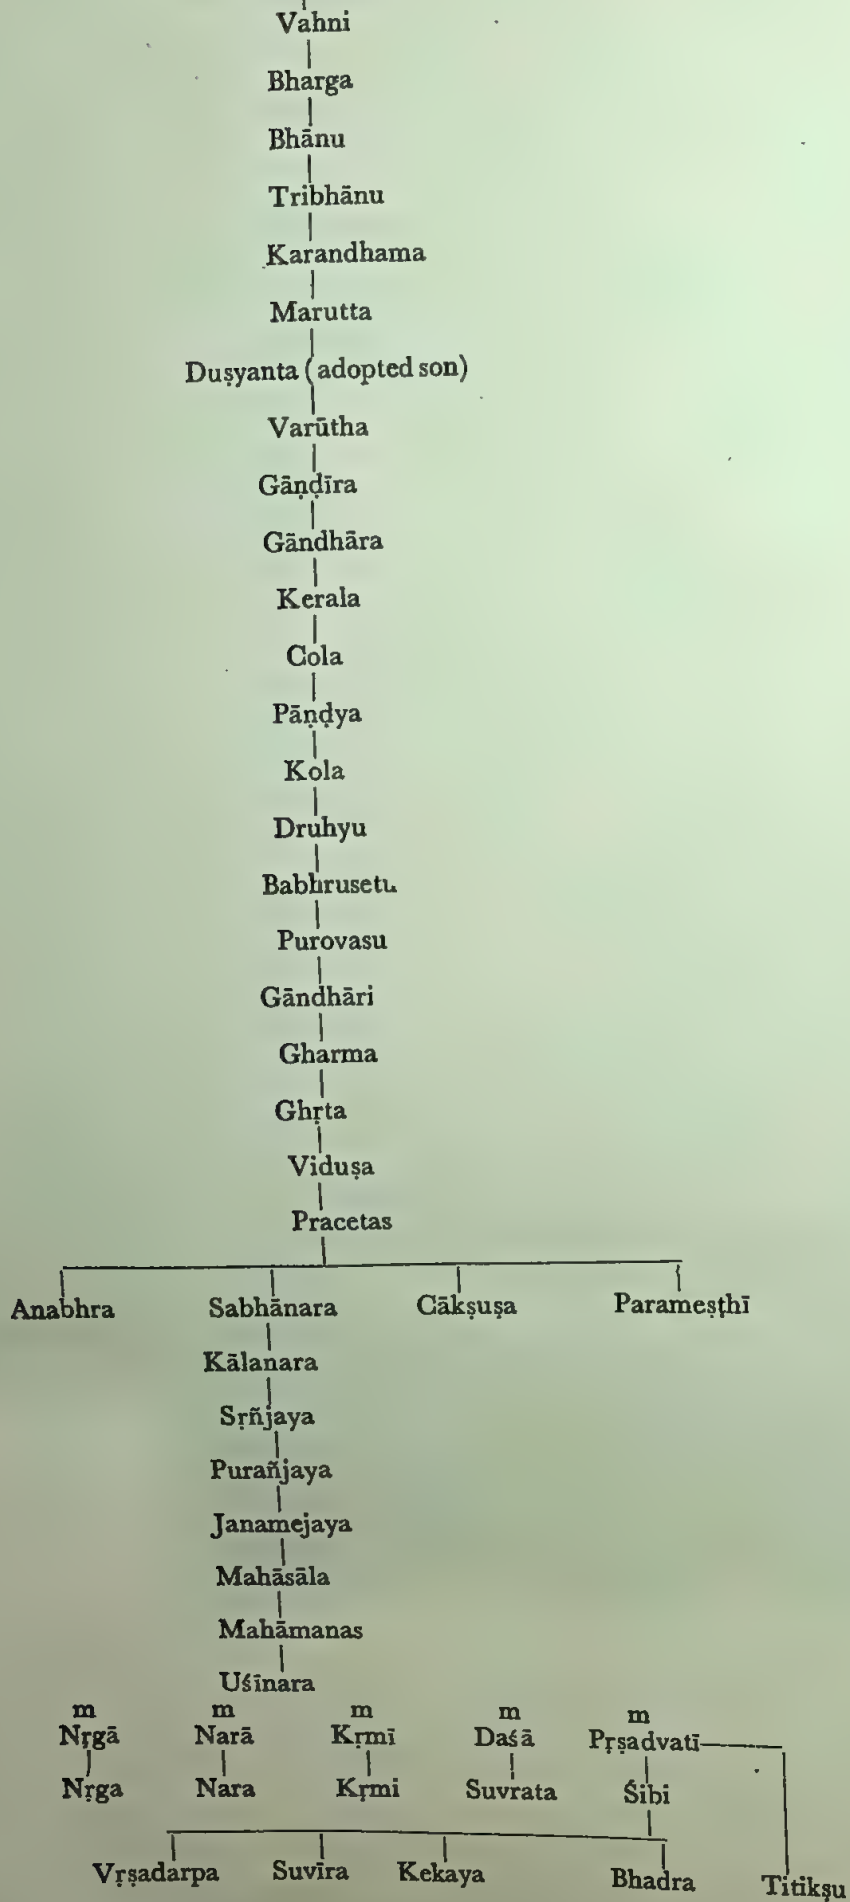 Vahni
Bharga
Bhānu
Tribhānu
Karandhama
Marutta
Duṣyanta (adopted son)
Varūtha
Gāṇḍīra
Gāndhāra
Kerala
Cola
Pāṇḍya
Kola
Druhyu
Babhrusetu
Purovasu
Gāndhāri
Gharma
Ghṛta
Viduṣa
Pracetas
Anabhra Sabhānara Cākṣuṣa Parameṣṭhī
Kālanara
Sṛñjaya
Purañjaya
Janamejaya
Mahāsāla
Mahāmanas
Uśīnara
m m m m m
Nṛgā Narā Kṛmī Daśā Pṛṣadvatī
Nṛga Nara Kṛmi Suvrata Śibi
Vṛṣadarpa Suvīra Kekaya Bhadra Titikṣu